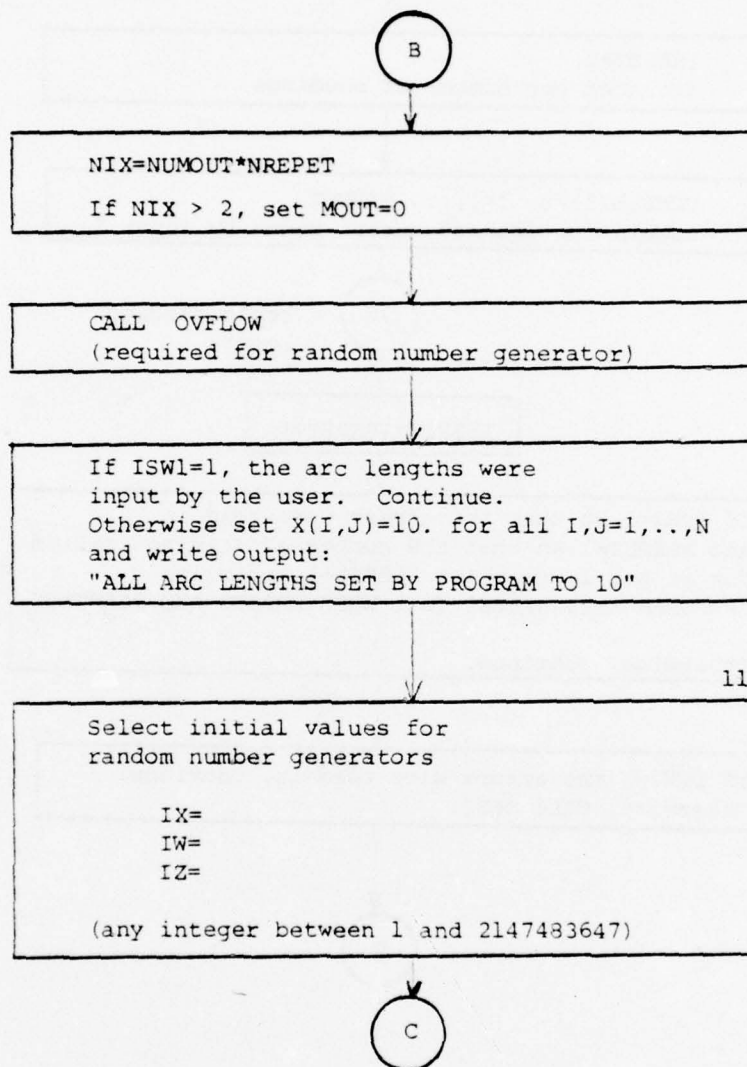 B
NIX=NUMOUT*NREPET
If NIX > 2, set MOUT=0
CALL OVFLOW
(required for random number generator)
If ISW1=1, the arc lengths were
input by the user. Continue.
Otherwise set X(I,J)=10. for all I,J=1,..,N
and write output:
"ALL ARC LENGTHS SET BY PROGRAM TO 10"
11
Select initial values for
random number generators
IX=
IW=
IZ=
(any integer between 1 and 2147483647)
C